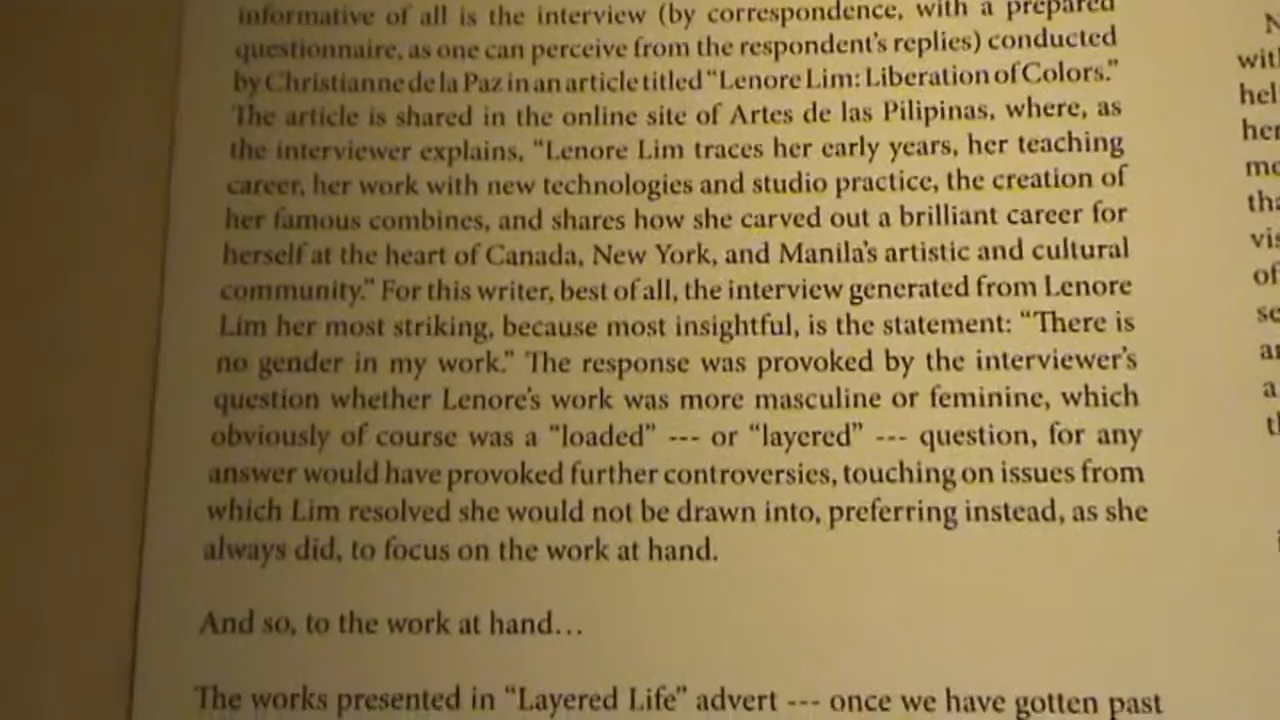 informative of all is the interview (by correspondence, with a prepared
questionnaire, as one can perceive from the respondent's replies) conducted
by Christianne de la Paz in an article titled “Lenore Lim: Liberation of Colors.”
The article is shared in the online site of Artes de las Pilipinas, where, as
the interviewer explains, “Lenore Lim traces her early years, her teaching
career, her work with new technologies and studio practice, the creation of
her famous combines, and shares how she carved out a brilliant career for
herself at the heart of Canada, New York, and Manila's artistic and cultural
community.” For this writer, best of all, the interview generated from Lenore
Lim her most striking, because most insightful, is the statement: “There is
no gender in my work.” The response was provoked by the interviewer's
question whether Lenore's work was more masculine or feminine, which
obviously of course was a “loaded” --- or “layered” --- question, for any
answer would have provoked further controversies, touching on issues from
which Lim resolved she would not be drawn into, preferring instead, as she
always did, to focus on the work at hand.
And so, to the work at hand…
The works presented in “Layered Life” advert --- once we have gotten past
of
a